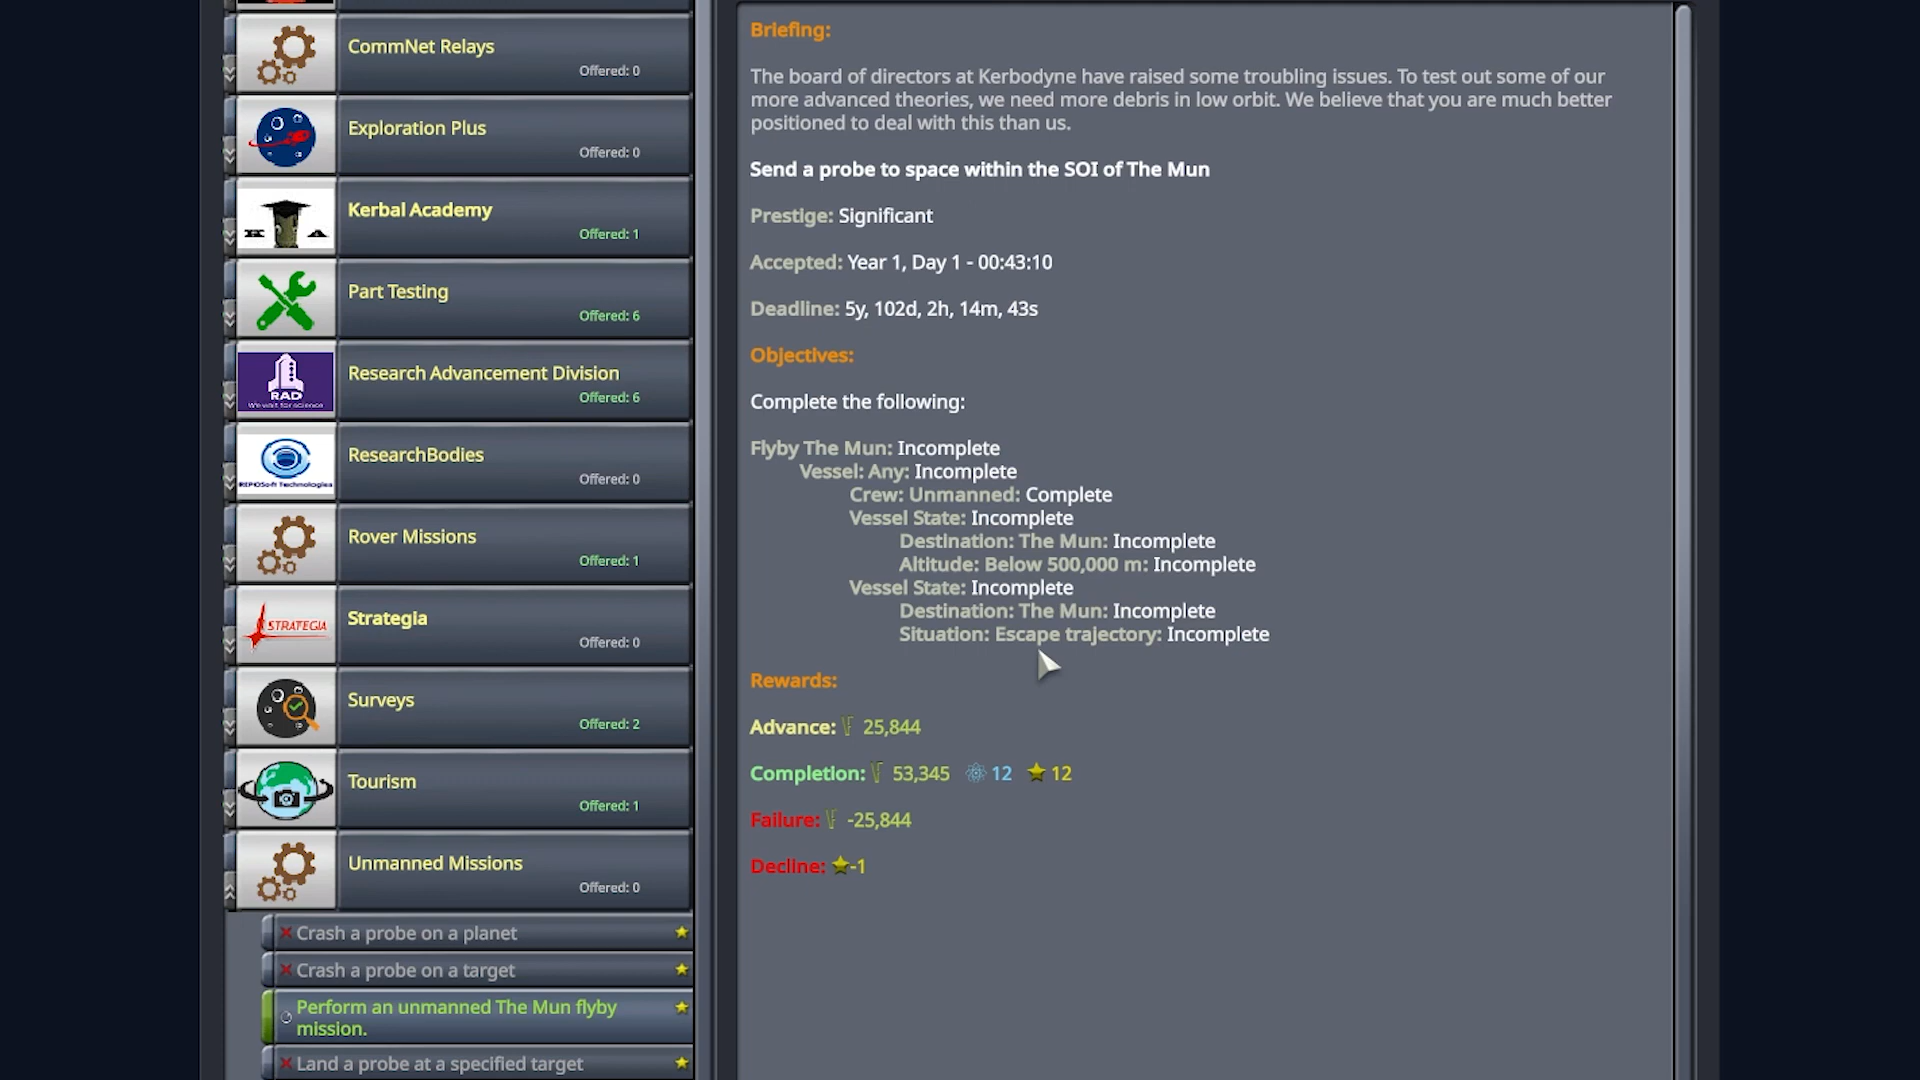 CommNet Relays
Offered: 0
Exploration Plus
Offered: 0
K A
Kerbal Academy
Offered: 1
Part Testing
Offered: 6
RAD
We wait for science
Research Advancement Division
Offered: 6
REPOSoft Technologies
ResearchBodies
Offered: 0
Rover Missions
Offered: 1
STRATEGIA
Strategia
Offered: 0
Surveys
Offered: 2
Tourism
Offered: 1
Unmanned Missions
Offered: 0
Crash a probe on a planet
Crash a probe on a target
Perform an unmanned The Mun flyby
mission.
Land a probe at a specified target
Briefing:
The board of directors at Kerbodyne have raised some troubling issues. To test out some of our
more advanced theories, we need more debris in low orbit. We believe that you are much better
positioned to deal with this than us.
Send a probe to space within the SOI of The Mun
Prestige: Significant
Accepted: Year 1, Day 1 - 00:43:10
Deadline: 5y, 102d, 2h, 14m, 43s
Objectives:
Complete the following:
Flyby The Mun: Incomplete
Vessel: Any: Incomplete
Crew: Unmanned: Complete
Vessel State: Incomplete
Destination: The Mun: Incomplete
Altitude: Below 500,000 m: Incomplete
Vessel State: Incomplete
Destination: The Mun: Incomplete
Situation: Escape trajectory: Incomplete
Rewards:
Advance: 25,844
Completion: 53,345 12 12
Failure: -25,844
Decline: -1